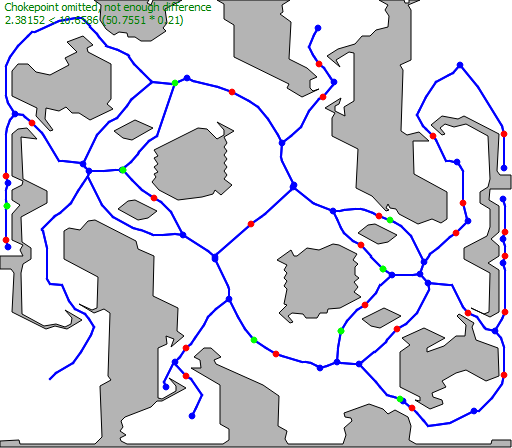 Chokepoint omitted, not enough difference
2.38152 < 10.6586 (50.7551 * 0.21)